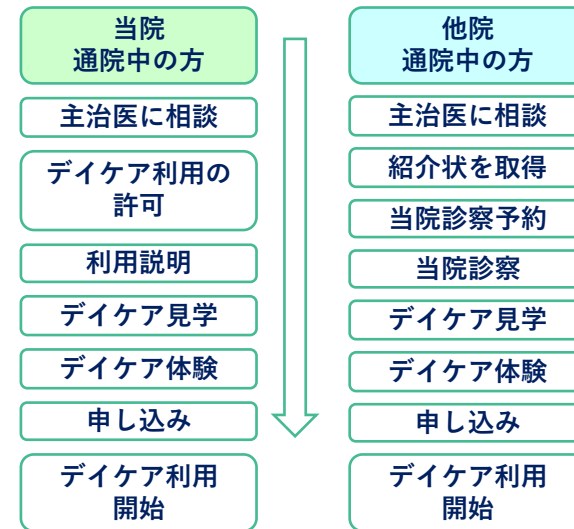 当院
通院中の方
主治医に相談
デイケア利用の
許可
利用説明
デイケア見学
デイケア体験
申し込み
デイケア利用
開始
他院
通院中の方
主治医に相談
紹介状を取得
当院診察予約
当院診察
デイケア見学
デイケア体験
申し込み
デイケア利用
開始